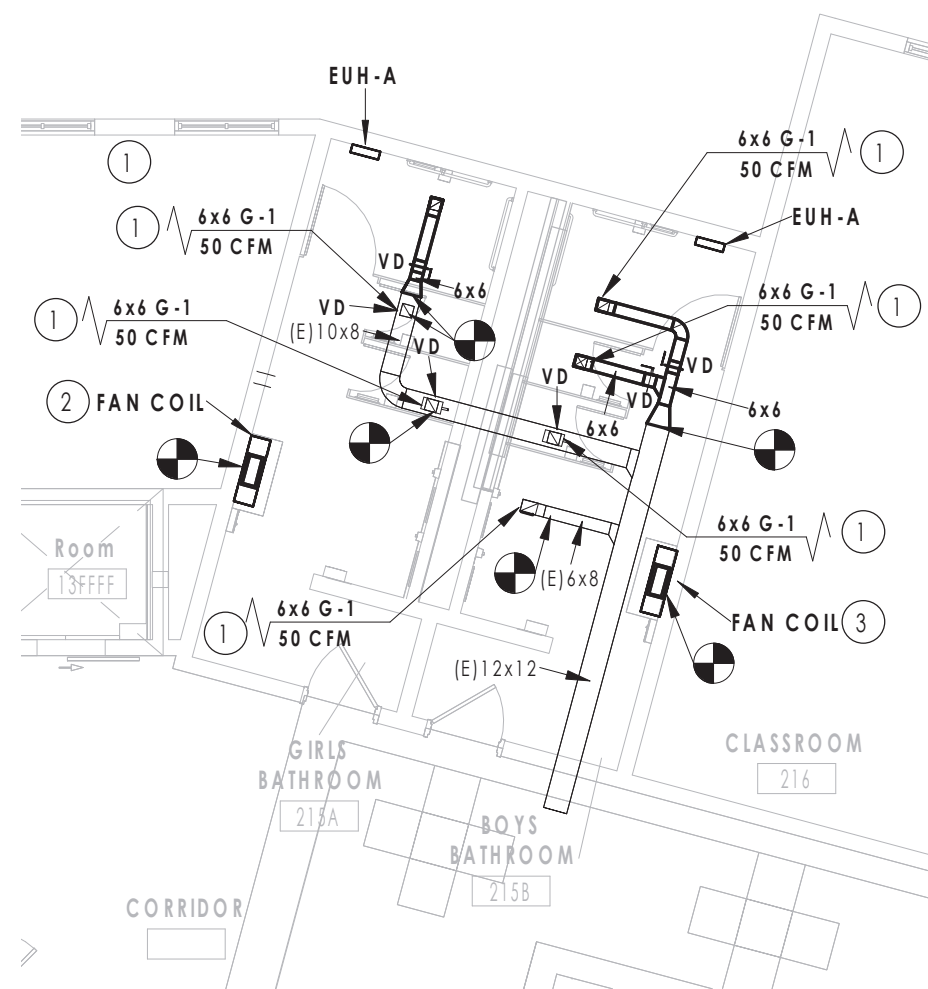 EUH-A
6x6 G-1
50 CFM
1
1
1
6x6 G-1
50 CFM
EUH-A
VD
6x6
6x6 G-1
50 CFM
1
VD
(E)10x8
1
6x6 G-1
50 CFM
VD
VD
VD
VD
6x6
6x6
2
FAN COIL
6x6 G-1
50 CFM
1
Room
13FFFF
(E)6x8
1
6x6 G-1
50 CFM
FAN COIL
3
(E)12x12
GIRLS
BATHROOM
215A
CLASSROOM
216
BOYS
BATHROOM
215B
CORRIDOR